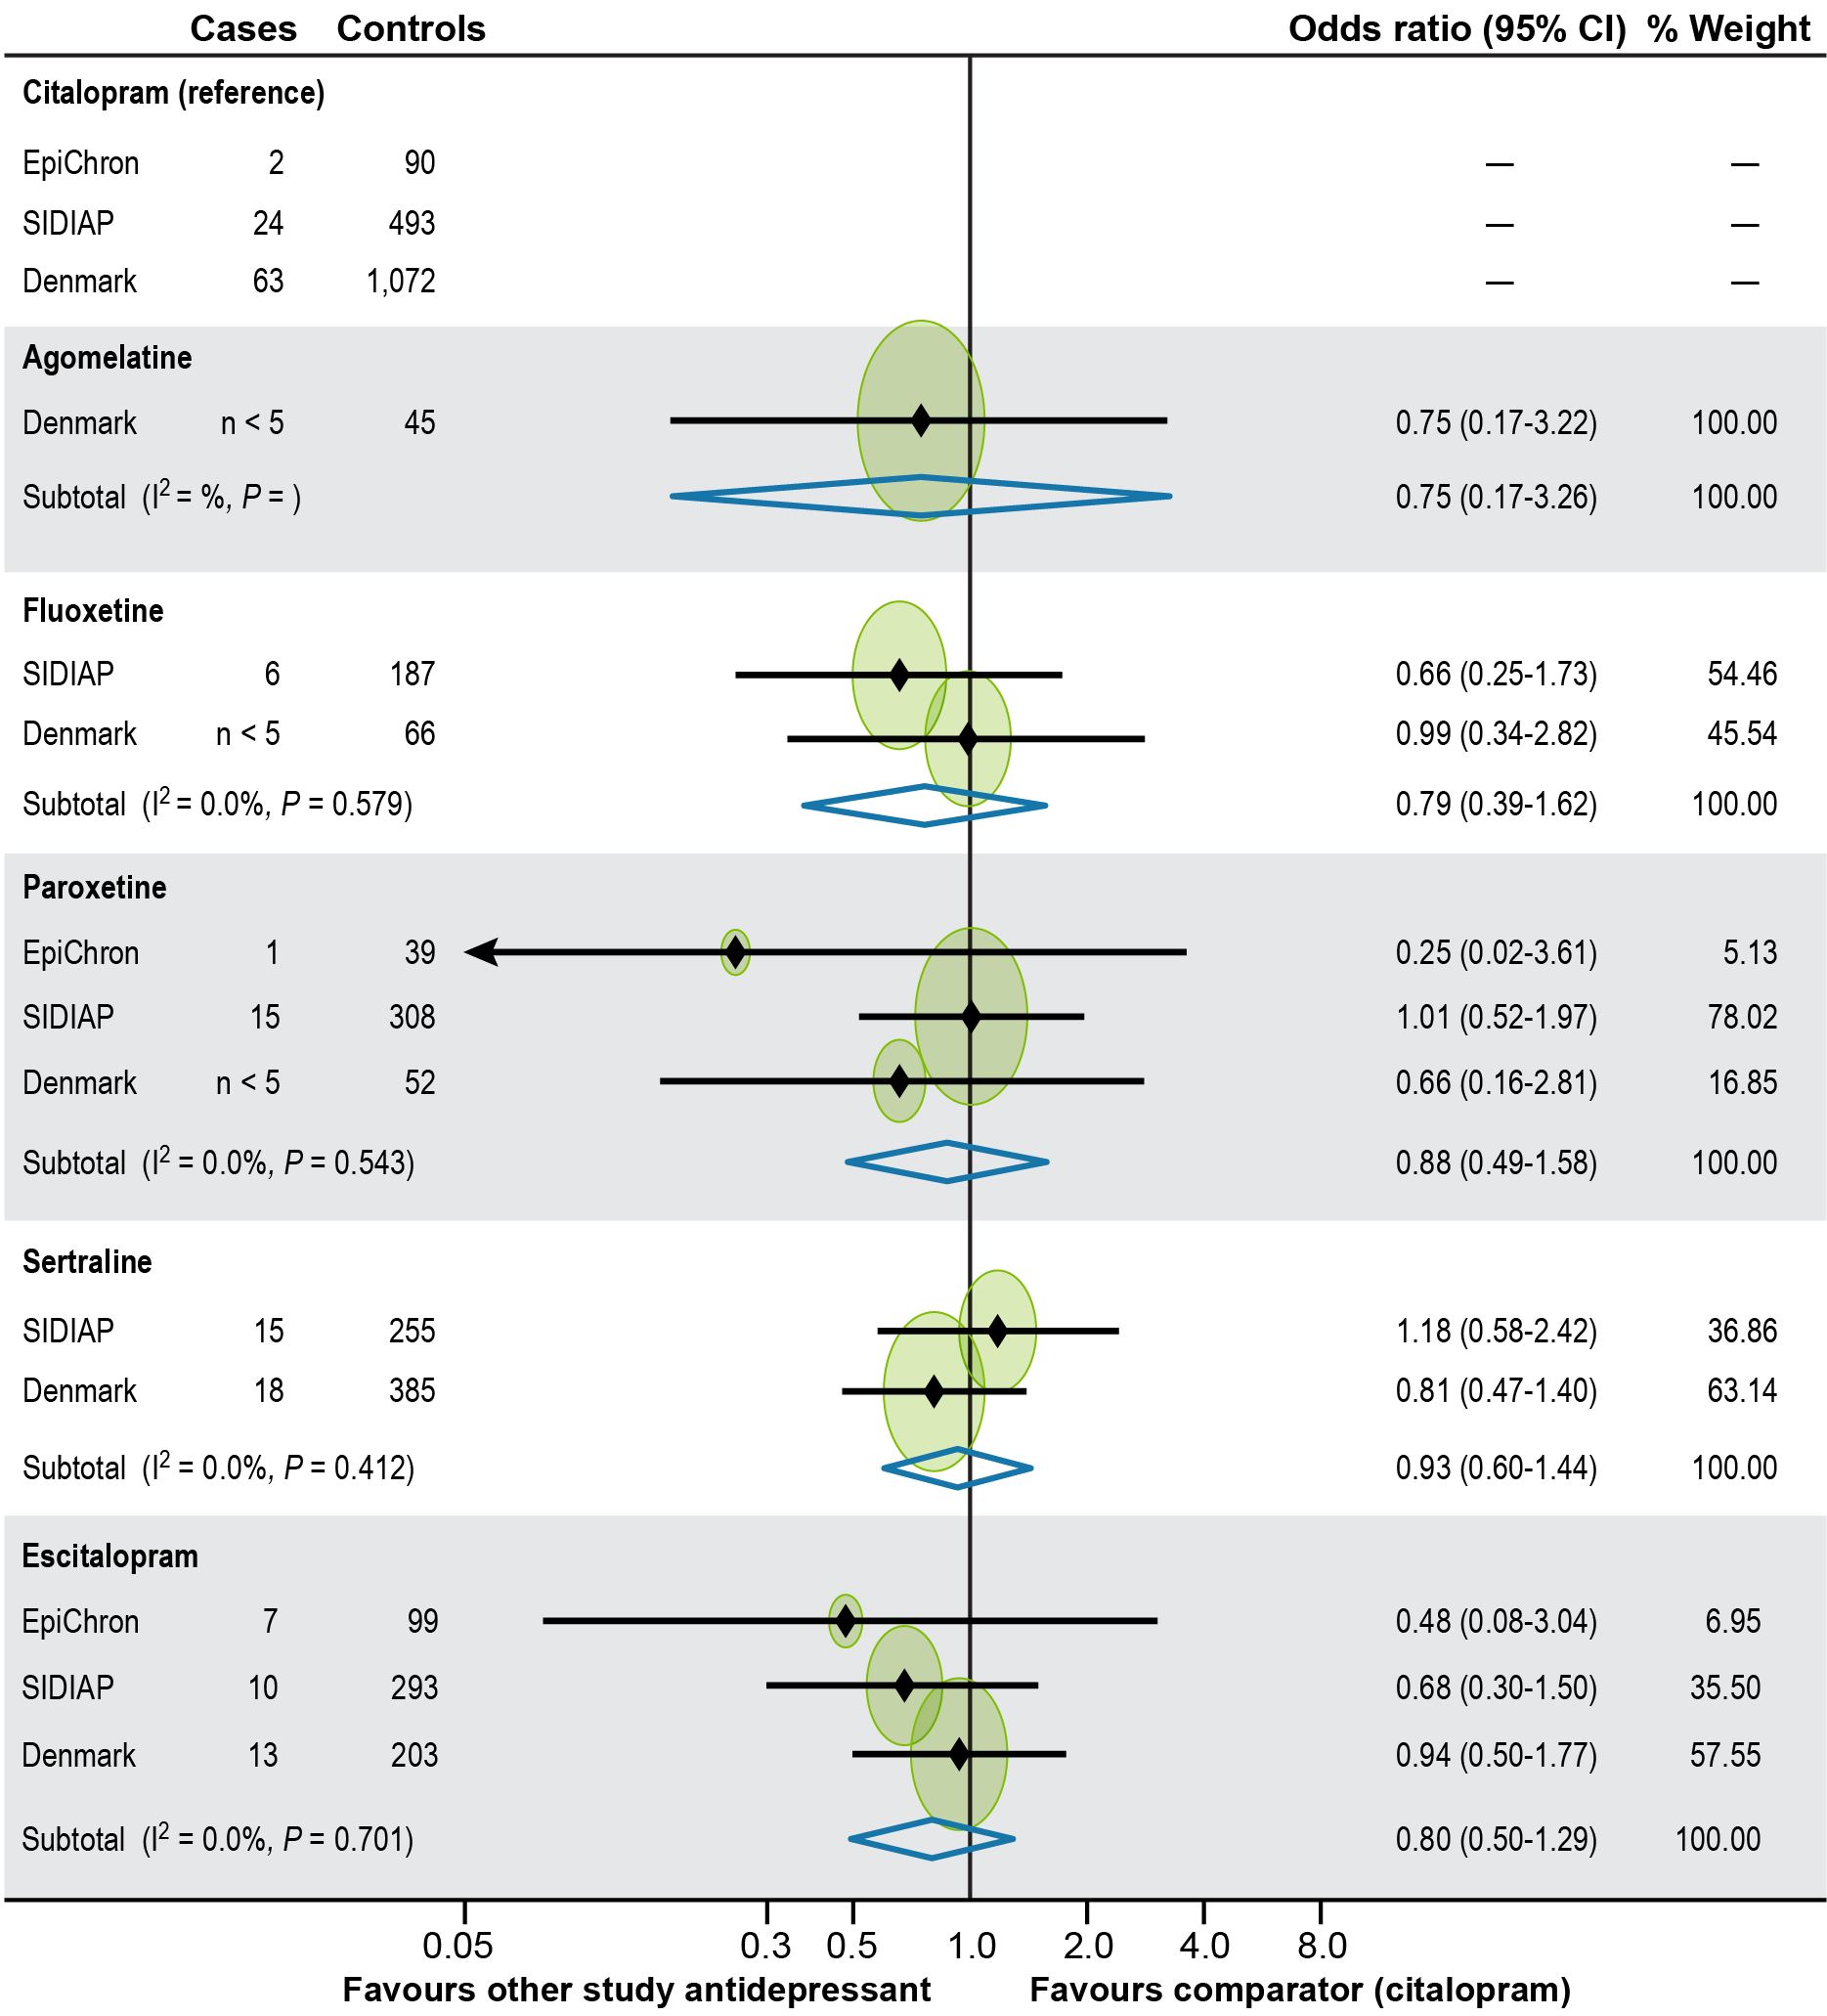 Cases Controls Odds ratio (95% CI) % Weight
Citalopram (reference)
EpiChron 2 90 — —
SIDIAP 24 493 — —
Denmark 63 1,072 — —
Agomelatine
Denmark n < 5 45 0.75 (0.17-3.22) 100.00
Subtotal (I² = %, P = ) 0.75 (0.17-3.26) 100.00
Fluoxetine
SIDIAP 6 187 0.66 (0.25-1.73) 54.46
Denmark n < 5 66 0.99 (0.34-2.82) 45.54
Subtotal (I² = 0.0%, P = 0.579) 0.79 (0.39-1.62) 100.00
Paroxetine
EpiChron 1 39 0.25 (0.02-3.61) 5.13
SIDIAP 15 308 1.01 (0.52-1.97) 78.02
Denmark n < 5 52 0.66 (0.16-2.81) 16.85
Subtotal (I² = 0.0%, P = 0.543) 0.88 (0.49-1.58) 100.00
Sertraline
SIDIAP 15 255 1.18 (0.58-2.42) 36.86
Denmark 18 385 0.81 (0.47-1.40) 63.14
Subtotal (I² = 0.0%, P = 0.412) 0.93 (0.60-1.44) 100.00
Escitalopram
EpiChron 7 99 0.48 (0.08-3.04) 6.95
SIDIAP 10 293 0.68 (0.30-1.50) 35.50
Denmark 13 203 0.94 (0.50-1.77) 57.55
Subtotal (I² = 0.0%, P = 0.701) 0.80 (0.50-1.29) 100.00
0.05 0.3 0.5 1.0 2.0 4.0 8.0
Favours other study antidepressant Favours comparator (citalopram)